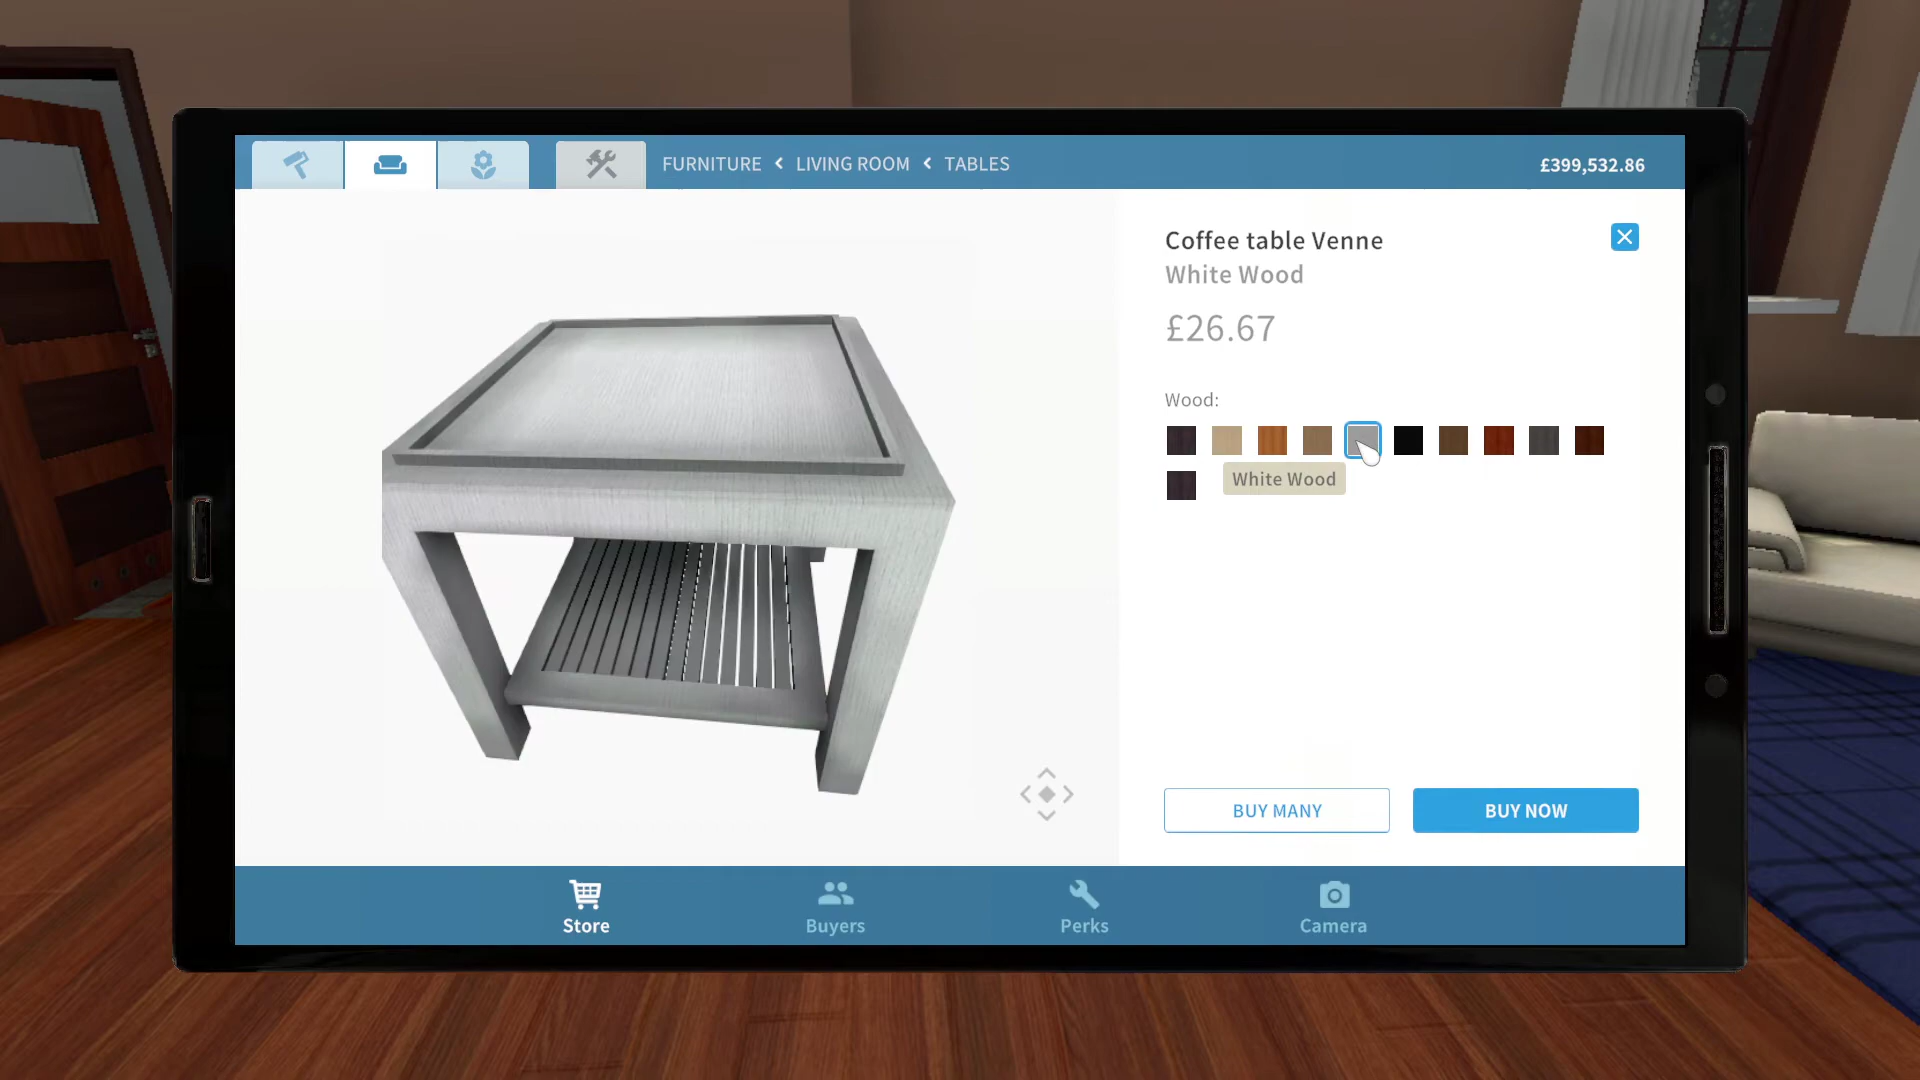 FURNITURE < LIVING ROOM < TABLES
£399,532.86
Coffee table Venne
White Wood
£26.67
Wood:
White Wood
BUY MANY
BUY NOW
Store
Buyers
Perks
Camera